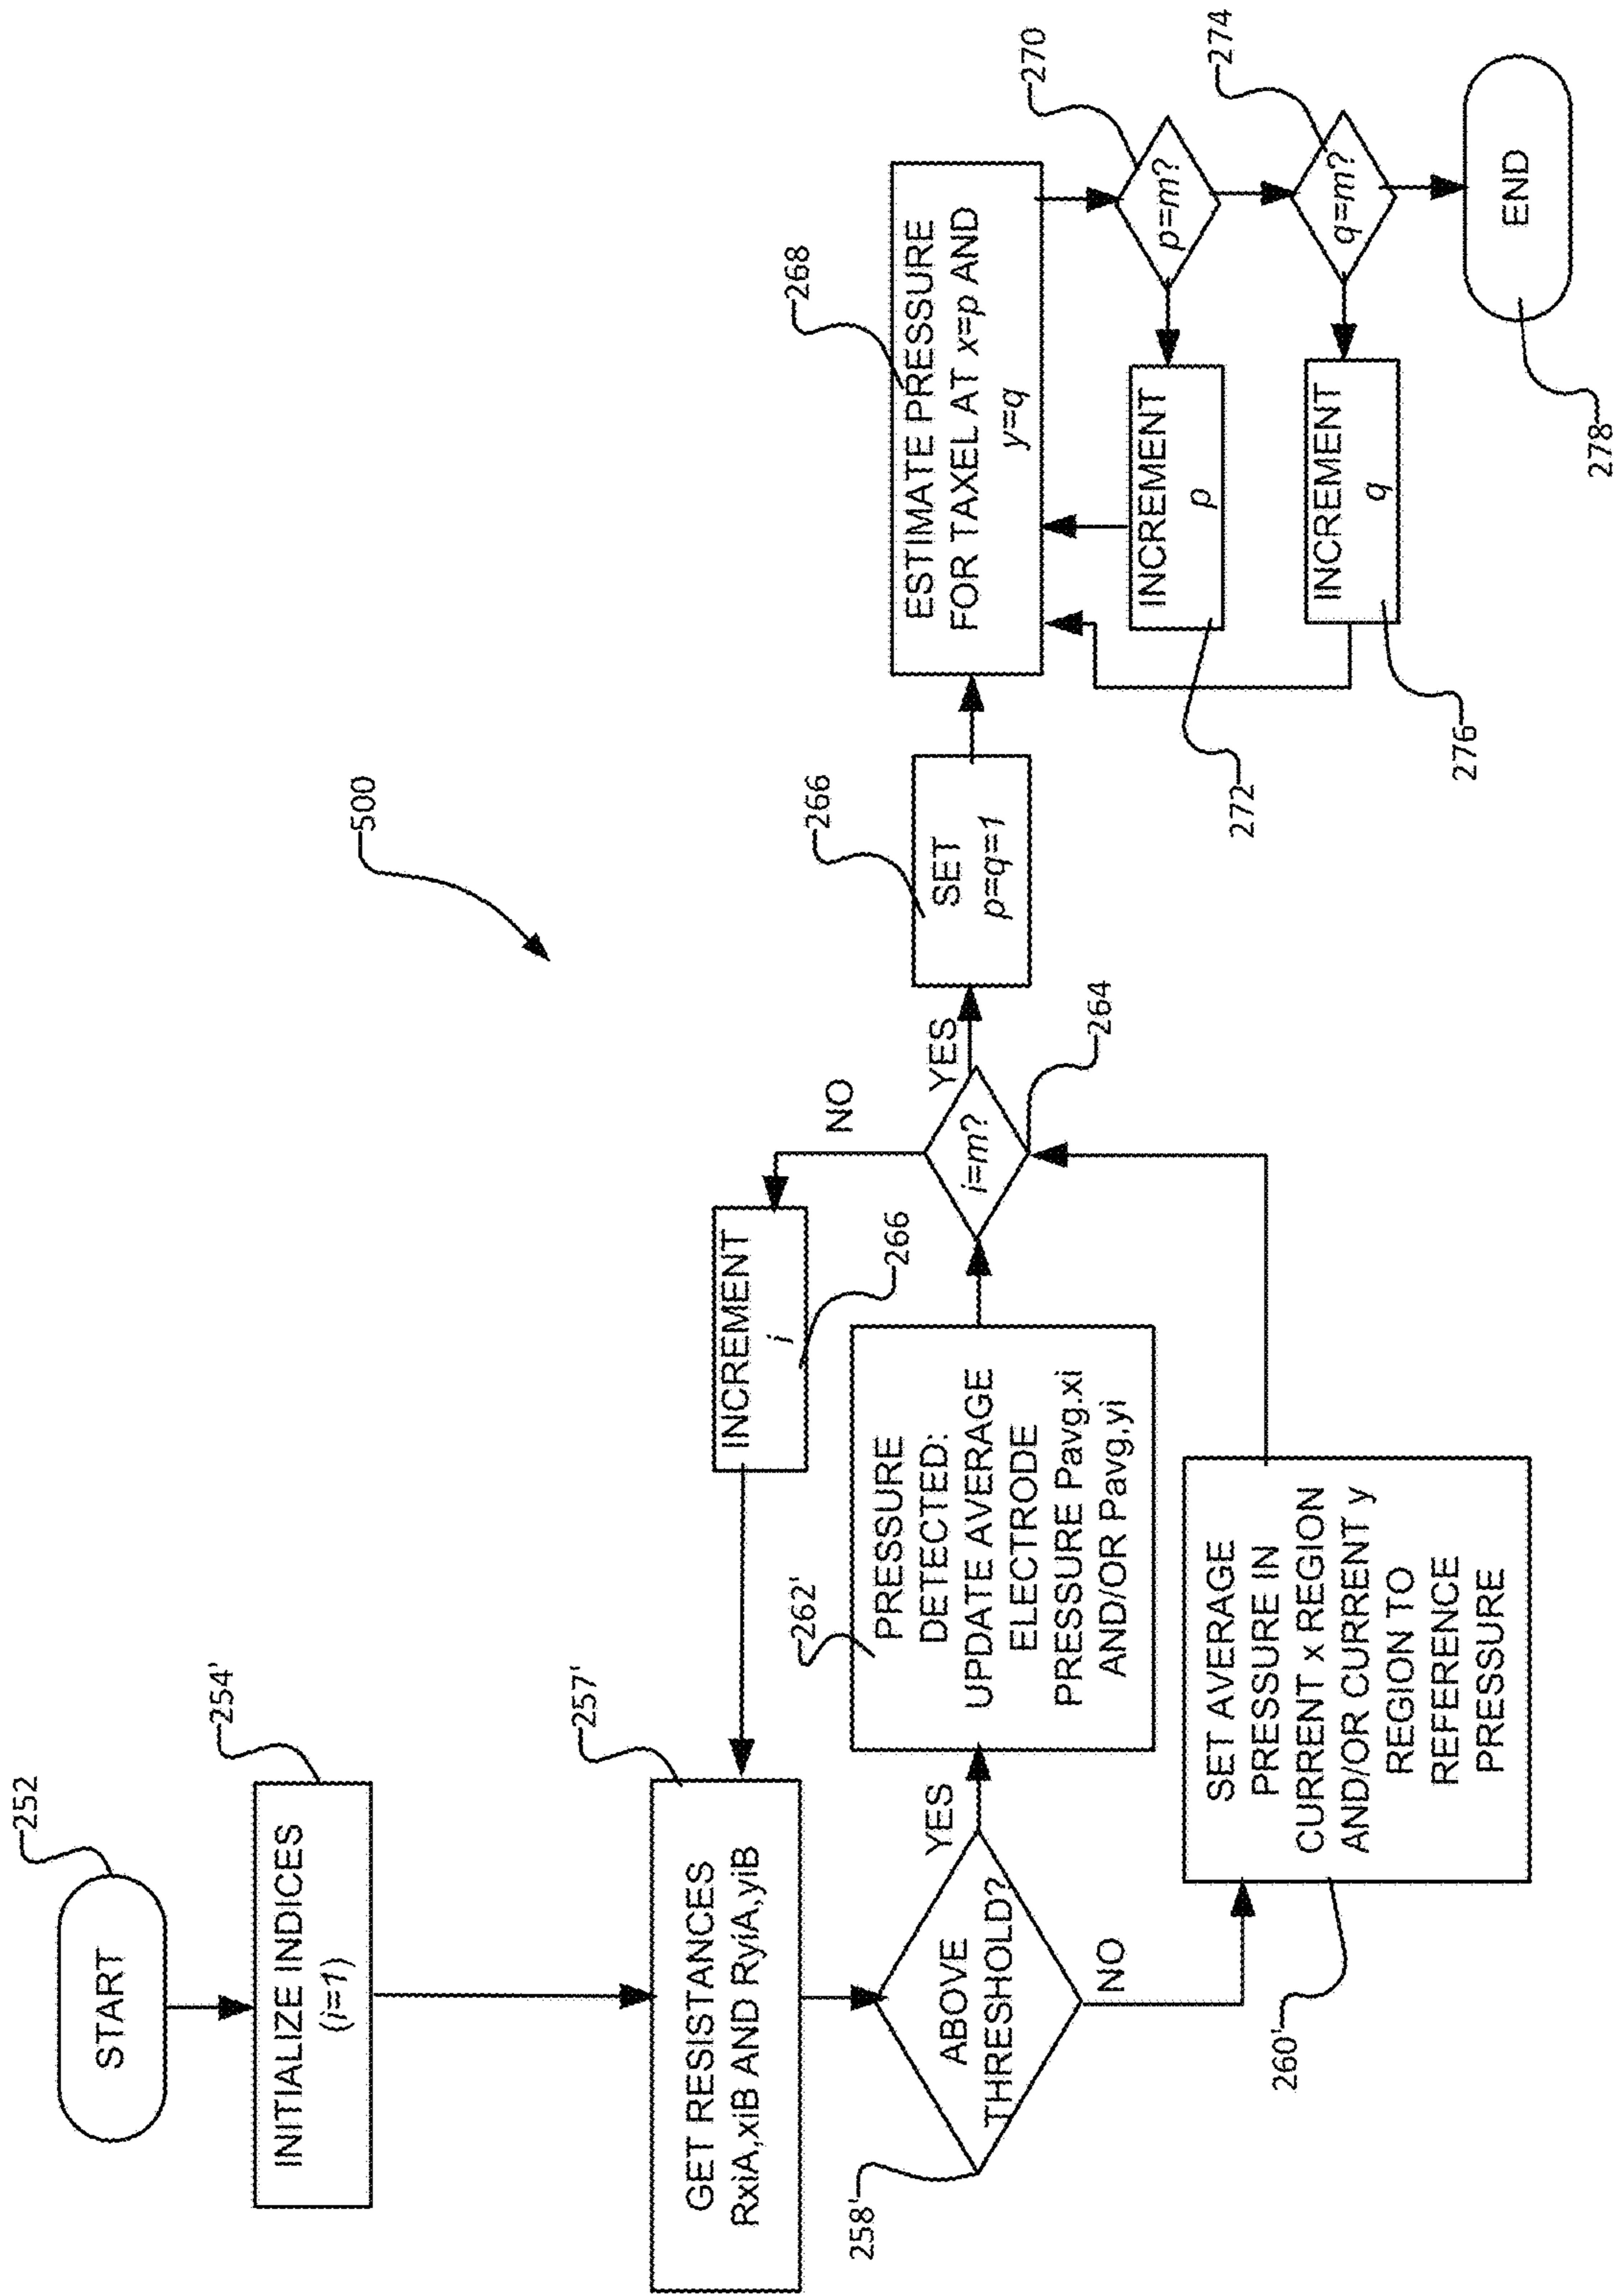 500
START
252
INITIALIZE INDICES
(i=1)
254'
GET RESISTANCES
RxiA,xiB AND RyiA,yiB
257'
ABOVE
THRESHOLD?
258'
YES
NO
PRESSURE
DETECTED:
UPDATE AVERAGE
ELECTRODE
PRESSURE Pavg.xi
AND/OR Pavg,yi
262'
SET AVERAGE
PRESSURE IN
CURRENT x REGION
AND/OR CURRENT y
REGION TO
REFERENCE
PRESSURE
260'
INCREMENT
i
266
i=m?
264
NO
YES
SET
p=q=1
266
ESTIMATE PRESSURE
FOR TAXEL AT x=p AND
y=q
268
p=m?
270
INCREMENT
p
272
q=m?
274
INCREMENT
q
276
END
278